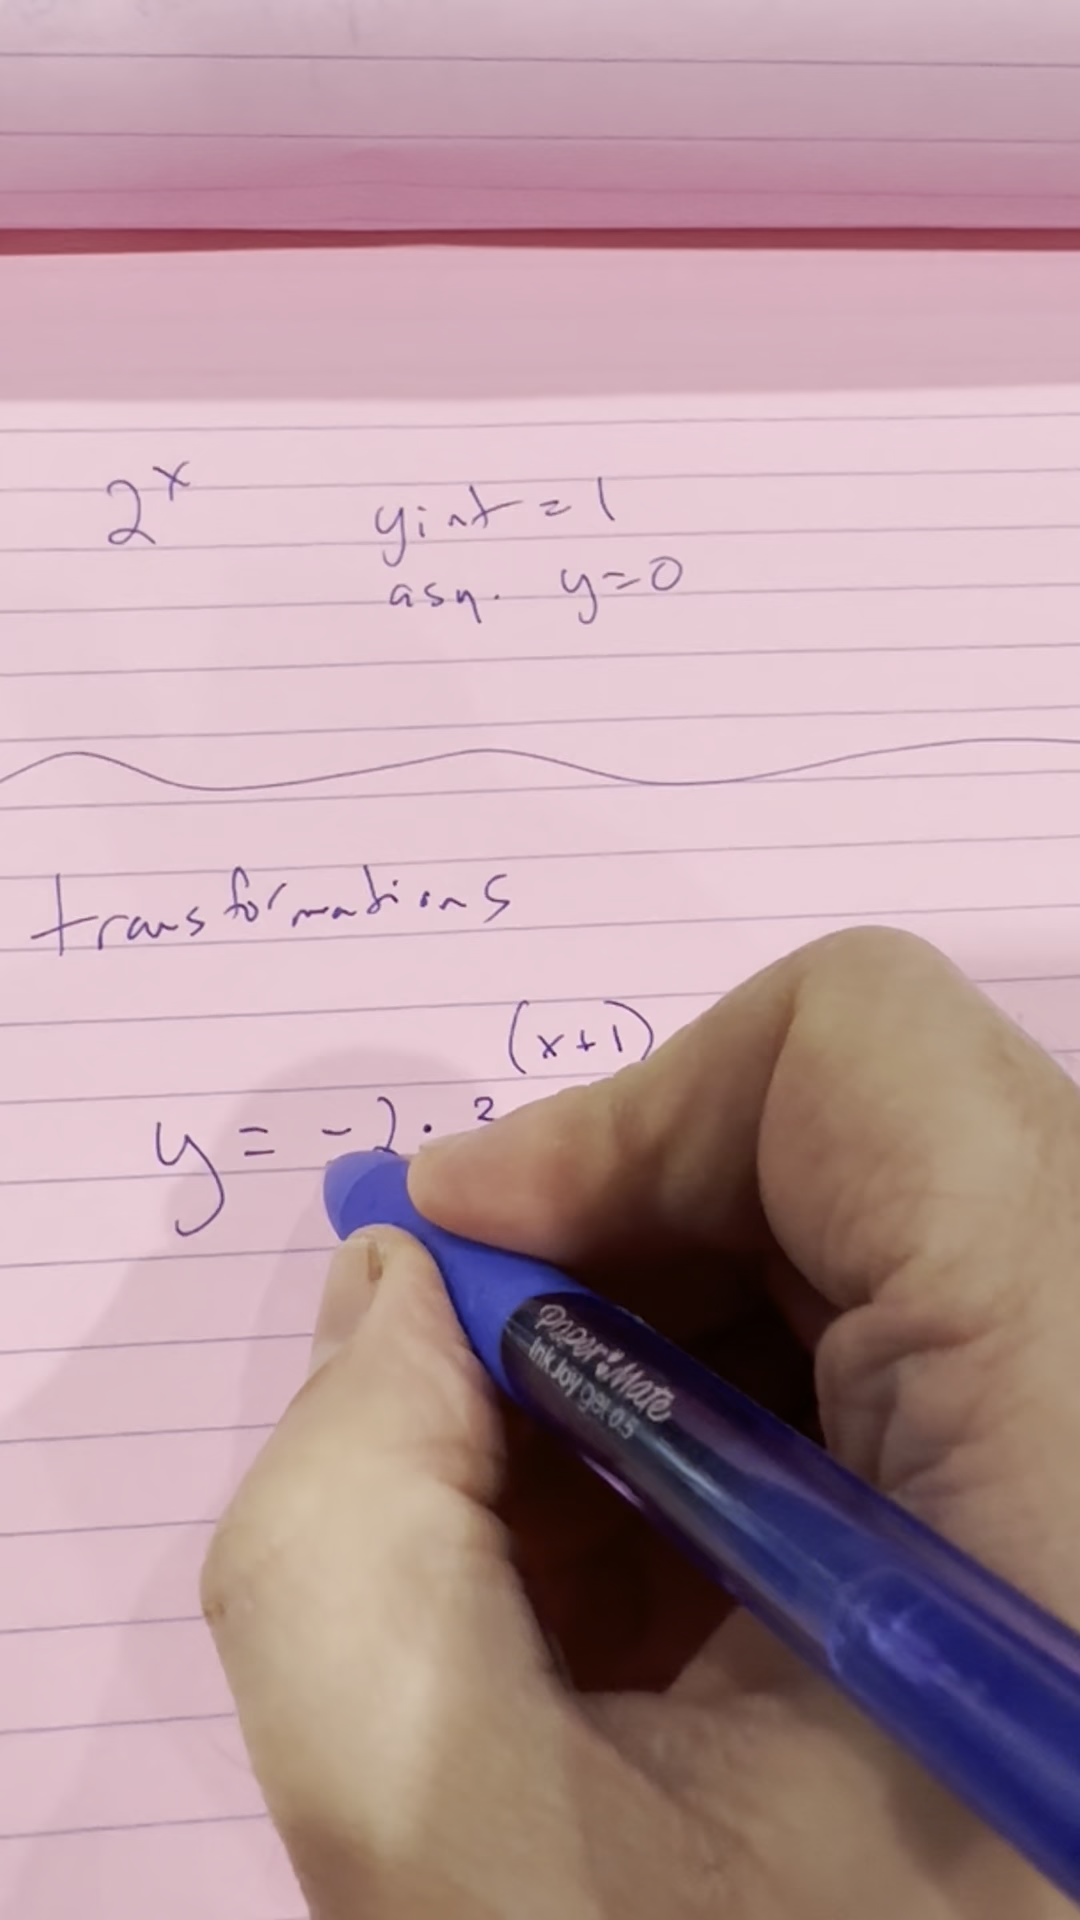 2^x
y int = 1
asy. y=0
transformations
y = -2 · 2^(x+1)
Paper Mate
InkJoy gel 0.5